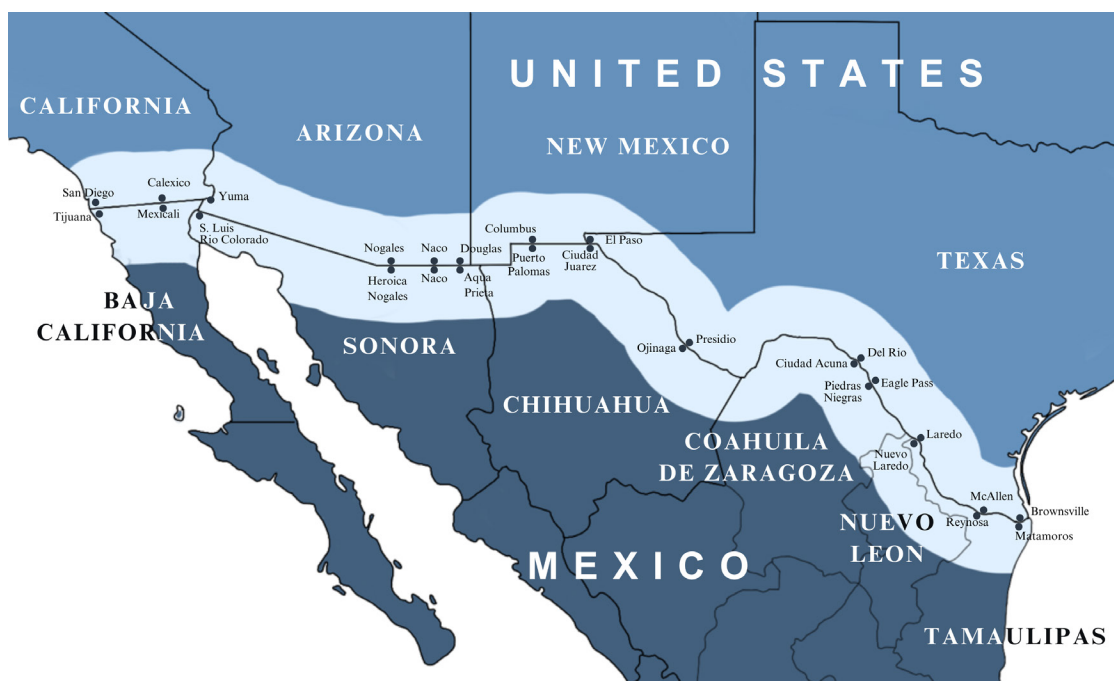 UNITED STATES
CALIFORNIA
ARIZONA
NEW MEXICO
TEXAS
San Diego
Tijuana
Calexico
Mexicali
Yuma
S. Luis
Rio Colorado
Nogales
Heroica
Nogales
Naco
Naco
Douglas
Aqua
Prieta
Columbus
Puerto
Palomas
El Paso
Ciudad
Juarez
Presidio
Ojinaga
Del Rio
Ciudad Acuna
Eagle Pass
Piedras
Niegras
Laredo
Nuevo
Laredo
McAllen
Reynosa
Brownsville
Matamoros
BAJA
CALIFORNIA
SONORA
CHIHUAHUA
COAHUILA
DE ZARAGOZA
NUEVO
LEON
TAMAULIPAS
MEXICO